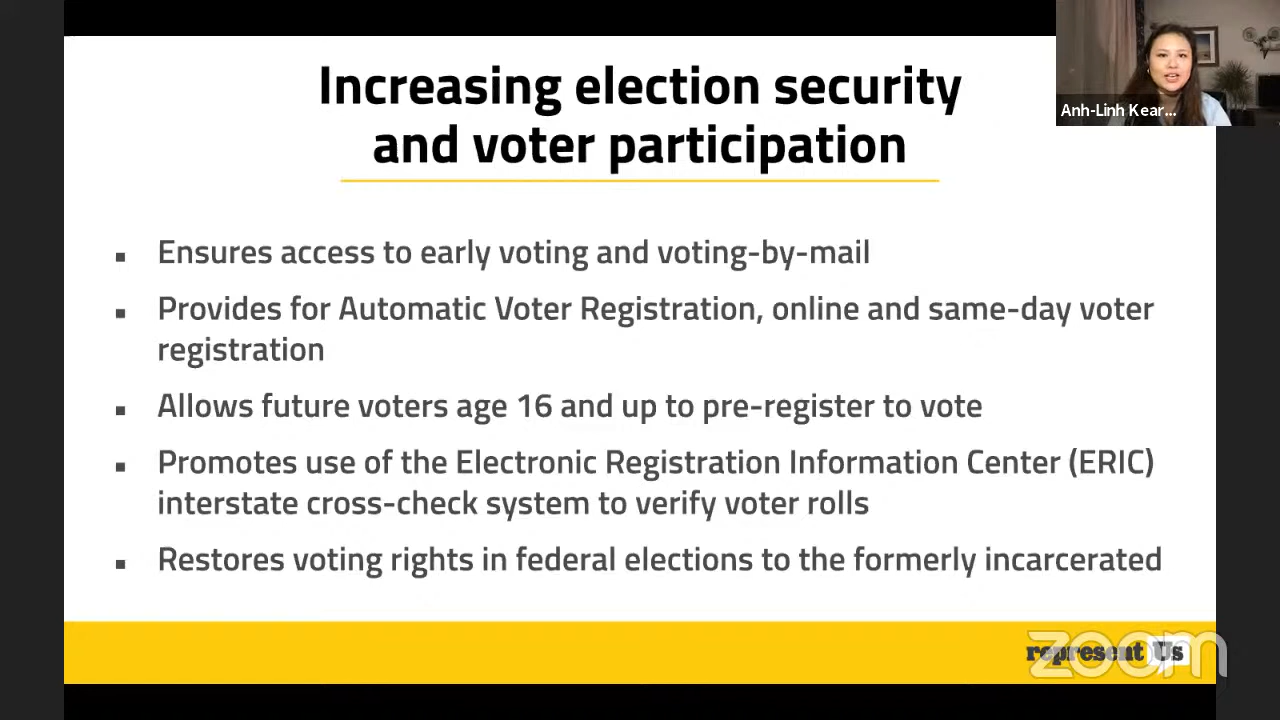 Increasing election security
and voter participation
Anh-Linh Kear...
▪ Ensures access to early voting and voting-by-mail
▪ Provides for Automatic Voter Registration, online and same-day voter
registration
▪ Allows future voters age 16 and up to pre-register to vote
▪ Promotes use of the Electronic Registration Information Center (ERIC)
interstate cross-check system to verify voter rolls
▪ Restores voting rights in federal elections to the formerly incarcerated
represent Us
zoom